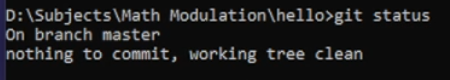 D:\Subjects\Math Modulation\hello>git status
On branch master
nothing to commit, working tree clean